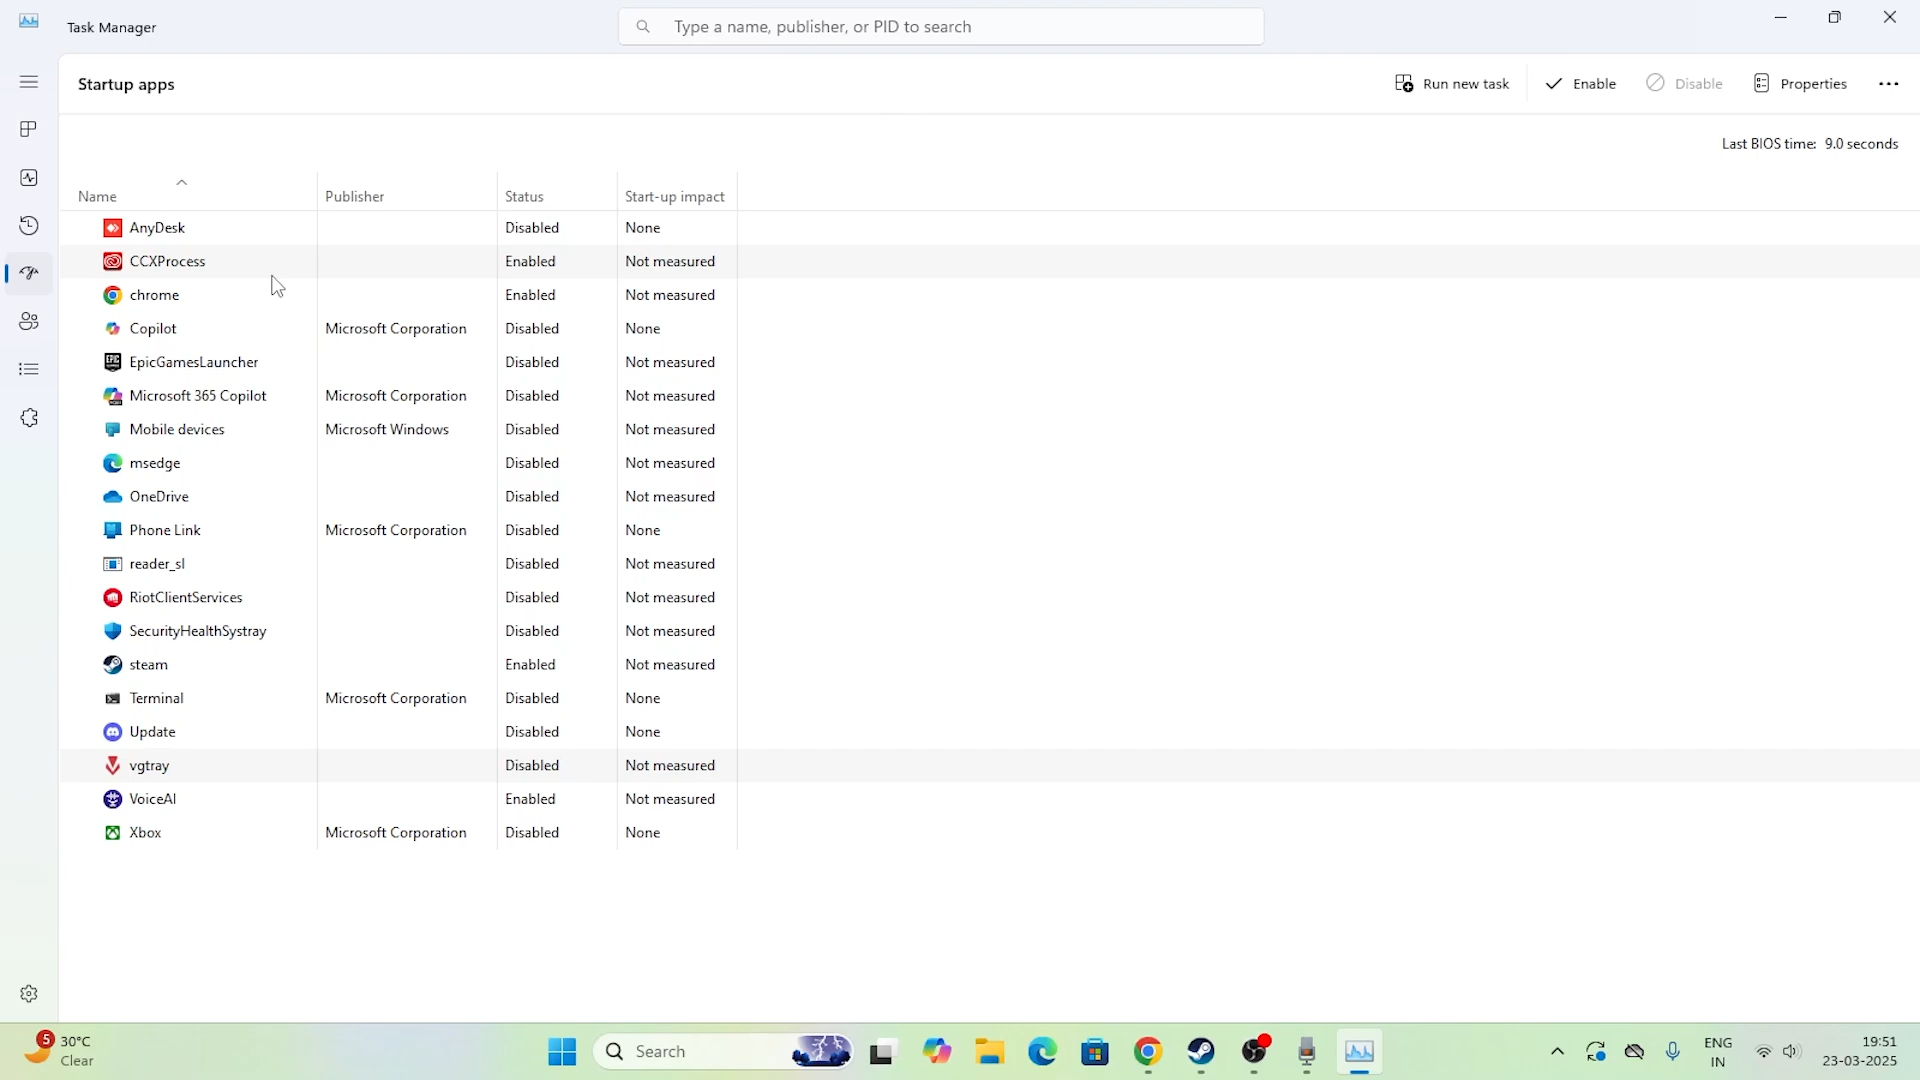 Task Manager
Type a name, publisher, or PID to search
Startup apps
Run new task
Enable
Disable
Properties
Last BIOS time: 9.0 seconds
Name Publisher Status Start-up impact
AnyDesk Disabled None
CCXProcess Enabled Not measured
chrome Enabled Not measured
Copilot Microsoft Corporation Disabled None
EpicGamesLauncher Disabled Not measured
Microsoft 365 Copilot Microsoft Corporation Disabled Not measured
Mobile devices Microsoft Windows Disabled Not measured
msedge Disabled Not measured
OneDrive Disabled Not measured
Phone Link Microsoft Corporation Disabled None
reader_sl Disabled Not measured
RiotClientServices Disabled Not measured
SecurityHealthSystray Disabled Not measured
steam Enabled Not measured
Terminal Microsoft Corporation Disabled None
Update Disabled None
vgtray Disabled Not measured
VoiceAI Enabled Not measured
Xbox Microsoft Corporation Disabled None
5
30°C
Clear
Search
ENG
IN
19:51
23-03-2025